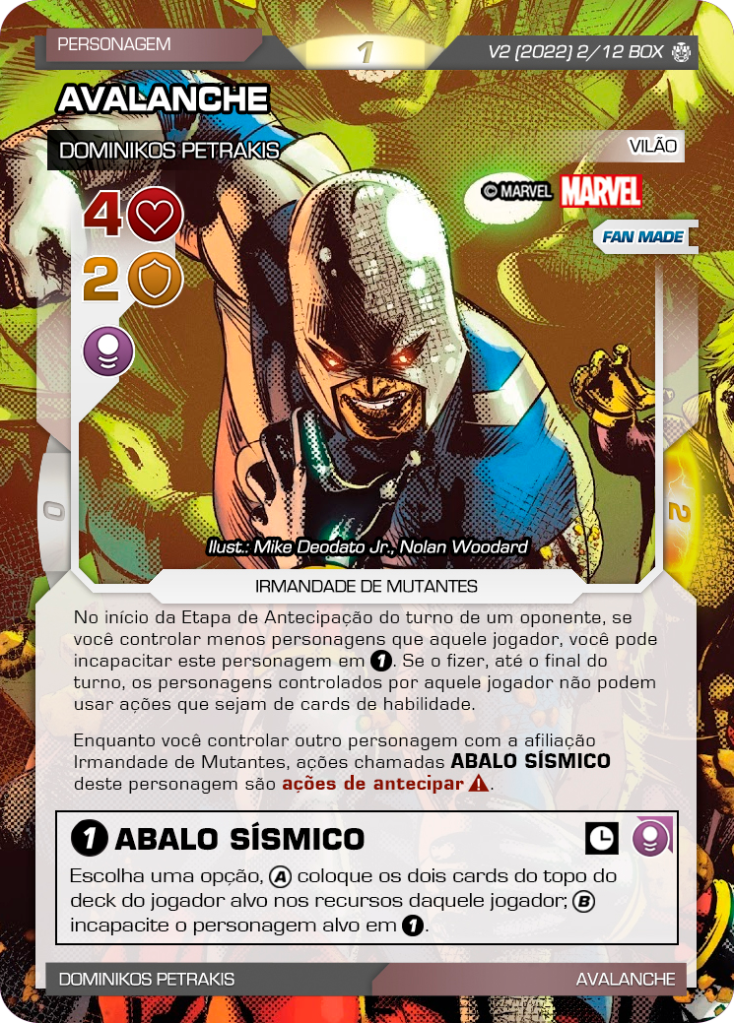 PERSONAGEM
1
V2 (2022) 2/12 BOX
AVALANCHE
DOMINIKOS PETRAKIS
VILÃO
© MARVEL MARVEL
FAN MADE
4
2
0
2
Ilust.: Mike Deodato Jr., Nolan Woodard
IRMANDADE DE MUTANTES
No início da Etapa de Antecipação do turno de um oponente, se
você controlar menos personagens que aquele jogador, você pode
incapacitar este personagem em 1. Se o fizer, até o final do
turno, os personagens controlados por aquele jogador não podem
usar ações que sejam de cards de habilidade.
Enquanto você controlar outro personagem com a afiliação
Irmandade de Mutantes, ações chamadas ABALO SÍSMICO
deste personagem são ações de antecipar.
1 ABALO SÍSMICO
Escolha uma opção, A coloque os dois cards do topo do
deck do jogador alvo nos recursos daquele jogador; B
incapacite o personagem alvo em 1.
DOMINIKOS PETRAKIS
AVALANCHE